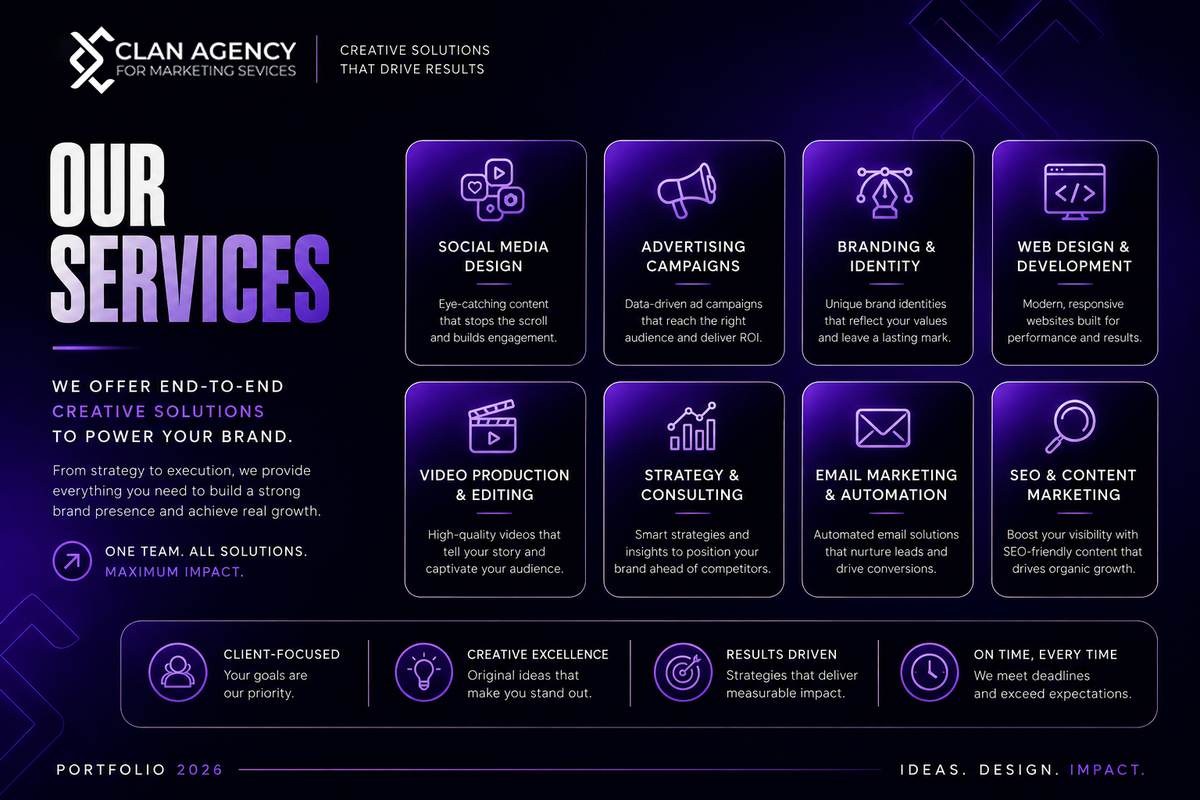 CLAN AGENCY
FOR MARKETING SEVICES
CREATIVE SOLUTIONS
THAT DRIVE RESULTS
OUR
SERVICES
WE OFFER END-TO-END
CREATIVE SOLUTIONS
TO POWER YOUR BRAND.
From strategy to execution, we provide
everything you need to build a strong
brand presence and achieve real growth.
ONE TEAM. ALL SOLUTIONS.
MAXIMUM IMPACT.
SOCIAL MEDIA
DESIGN
Eye-catching content
that stops the scroll
and builds engagement.
ADVERTISING
CAMPAIGNS
Data-driven ad campaigns
that reach the right
audience and deliver ROI.
BRANDING &
IDENTITY
Unique brand identities
that reflect your values
and leave a lasting mark.
WEB DESIGN &
DEVELOPMENT
Modern, responsive
websites built for
performance and results.
VIDEO PRODUCTION
& EDITING
High-quality videos that
tell your story and
captivate your audience.
STRATEGY &
CONSULTING
Smart strategies and
insights to position your
brand ahead of competitors.
EMAIL MARKETING
& AUTOMATION
Automated email solutions
that nurture leads and
drive conversions.
SEO & CONTENT
MARKETING
Boost your visibility with
SEO-friendly content that
drives organic growth.
CLIENT-FOCUSED
Your goals are
our priority.
CREATIVE EXCELLENCE
Original ideas that
make you stand out.
RESULTS DRIVEN
Strategies that deliver
measurable impact.
ON TIME, EVERY TIME
We meet deadlines
and exceed expectations.
PORTFOLIO 2026
IDEAS. DESIGN. IMPACT.